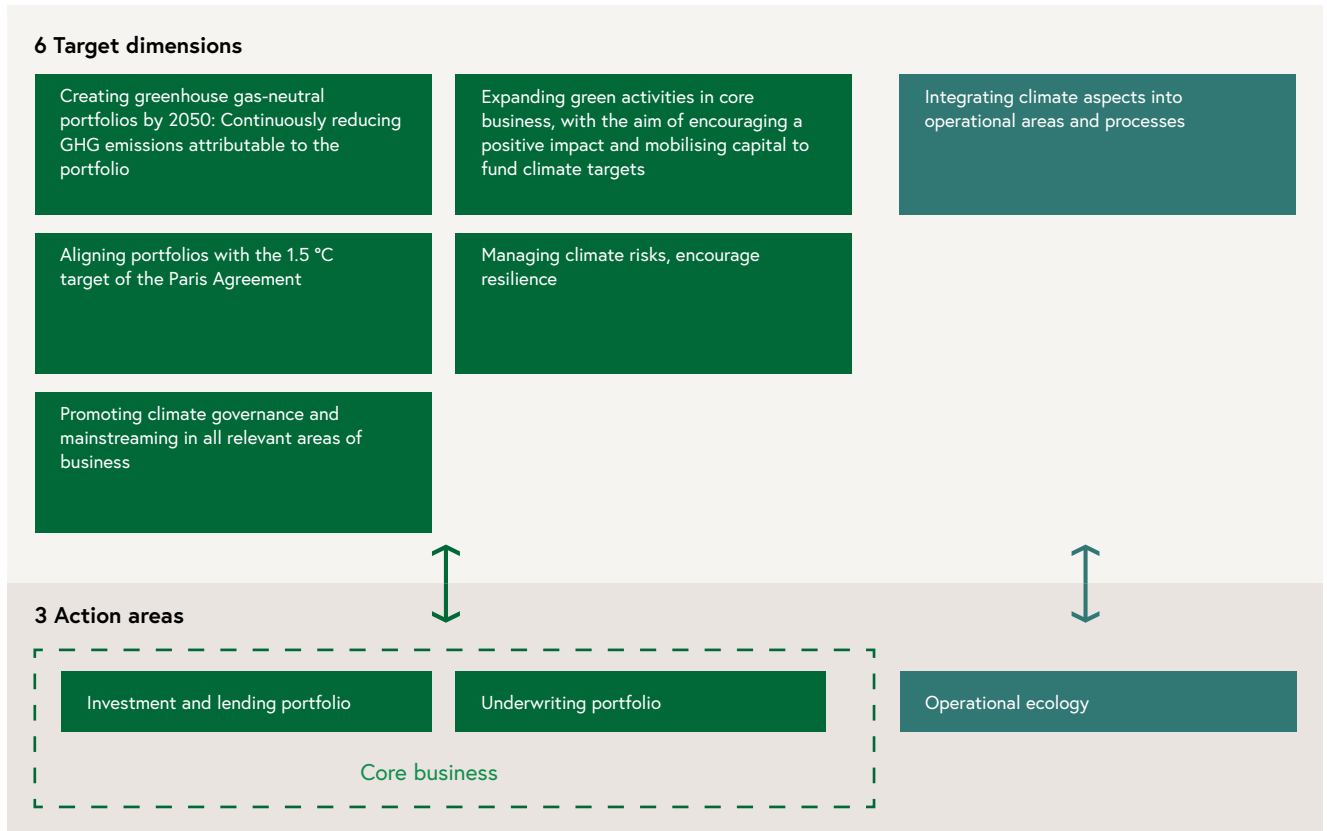 6 Target dimensions
Creating greenhouse gas-neutral
portfolios by 2050: Continuously reducing
GHG emissions attributable to the
portfolio
Expanding green activities in core
business, with the aim of encouraging a
positive impact and mobilising capital to
fund climate targets
Integrating climate aspects into
operational areas and processes
Aligning portfolios with the 1.5 °C
target of the Paris Agreement
Managing climate risks, encourage
resilience
Promoting climate governance and
mainstreaming in all relevant areas of
business
3 Action areas
Investment and lending portfolio
Underwriting portfolio
Operational ecology
Core business